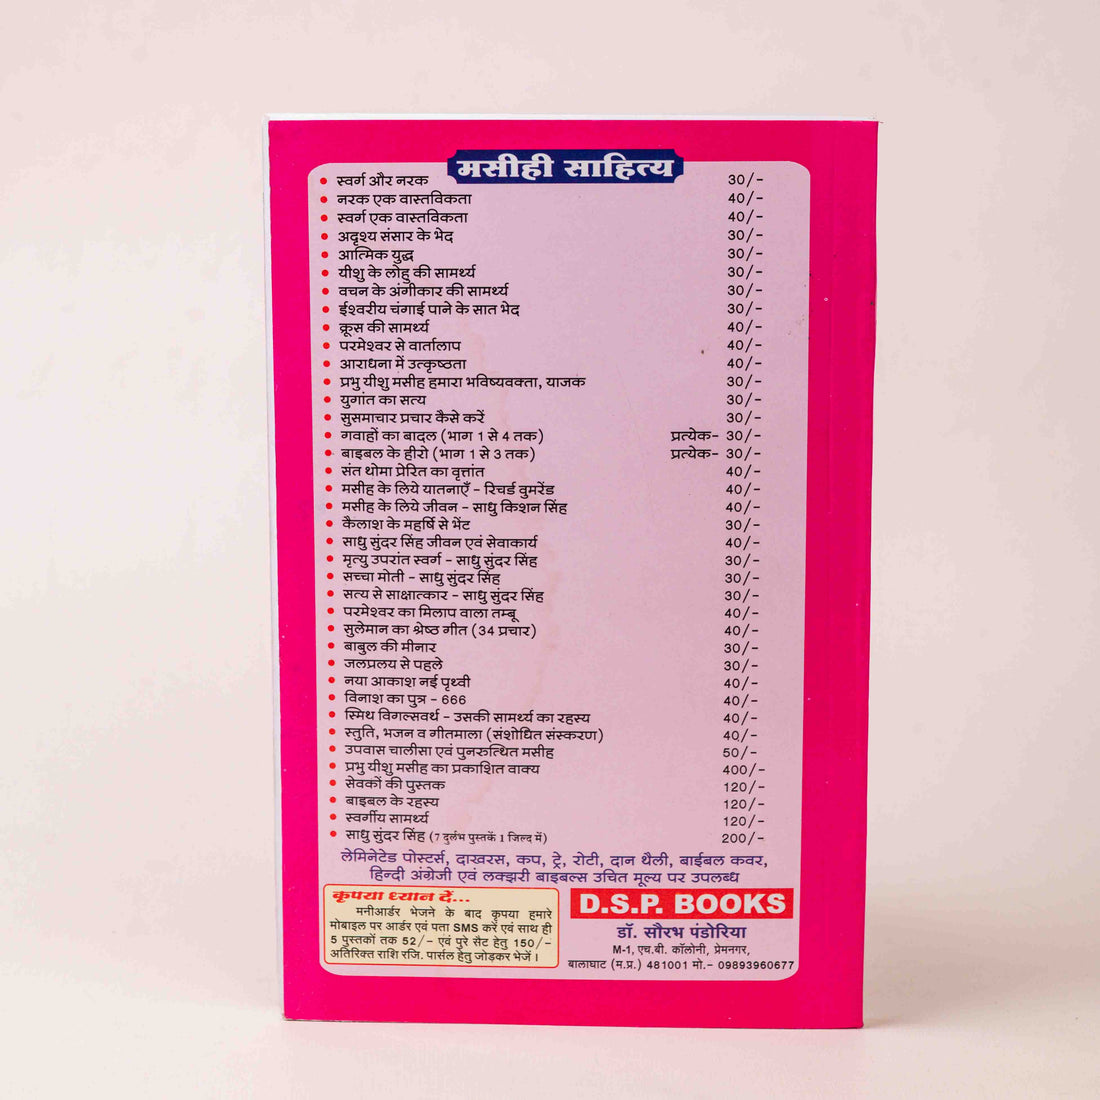 मसीही साहित्य
• स्वर्ग और नरक 30/-
• नरक एक वास्तविकता 40/-
• स्वर्ग एक वास्तविकता 40/-
• अदृश्य संसार के भेद 30/-
• आत्मिक युद्ध 30/-
• यीशु के लोहु की सामर्थ्य 30/-
• वचन के अंगीकार की सामर्थ्य 30/-
• ईश्वरीय चंगाई पाने के सात भेद 30/-
• क्रूस की सामर्थ्य 40/-
• परमेश्वर से वार्तालाप 40/-
• आराधना में उत्कृष्ठता 40/-
• प्रभु यीशु मसीह हमारा भविष्यवक्ता, याजक 30/-
• युगांत का सत्य 30/-
• सुसमाचार प्रचार कैसे करें 30/-
• गवाहों का बादल (भाग 1 से 4 तक) प्रत्येक- 30/-
• बाइबल के हीरो (भाग 1 से 3 तक) प्रत्येक- 30/-
• संत थोमा प्रेरित का वृत्तांत 40/-
• मसीह के लिये यातनाएँ - रिचर्ड वुमरेंड 40/-
• मसीह के लिये जीवन - साधु किशन सिंह 40/-
• कैलाश के महर्षि से भेंट 30/-
• साधु सुंदर सिंह जीवन एवं सेवाकार्य 40/-
• मृत्यु उपरांत स्वर्ग - साधु सुंदर सिंह 30/-
• सच्चा मोती - साधु सुंदर सिंह 30/-
• सत्य से साक्षात्कार - साधु सुंदर सिंह 30/-
• परमेश्वर का मिलाप वाला तम्बू 40/-
• सुलेमान का श्रेष्ठ गीत (34 प्रचार) 40/-
• बाबुल की मीनार 30/-
• जलप्रलय से पहले 30/-
• नया आकाश नई पृथ्वी 40/-
• विनाश का पुत्र - 666 40/-
• स्मिथ विगल्सवर्थ - उसकी सामर्थ्य का रहस्य 40/-
• स्तुति, भजन व गीतमाला (संशोधित संस्करण) 40/-
• उपवास चालीसा एवं पुनरुत्थित मसीह 50/-
• प्रभु यीशु मसीह का प्रकाशित वाक्य 400/-
• सेवकों की पुस्तक 120/-
• बाइबल के रहस्य 120/-
• स्वर्गीय सामर्थ्य 120/-
• साधु सुंदर सिंह (7 दुर्लभ पुस्तकें 1 जिल्द में) 200/-
लेमिनेटेड पोस्टर्स, दाखरस, कप, ट्रे, रोटी, दान थैली, बाईबल कवर,
हिन्दी अंग्रेजी एवं लक्झरी बाइबल्स उचित मूल्य पर उपलब्ध
कृपया ध्यान दें...
मनीआर्डर भेजने के बाद कृपया हमारे
मोबाइल पर आर्डर एवं पता SMS करें एवं साथ ही
5 पुस्तकों तक 52/- एवं पुरे सैट हेतु 150/-
अतिरिक्त राशि रजि. पार्सल हेतु जोड़कर भेजें ।
D.S.P. BOOKS
डॉ. सौरभ पंडोरिया
M-1, एच.बी. कॉलोनी, प्रेमनगर,
बालाघाट (म.प्र.) 481001 मो.- 09893960677